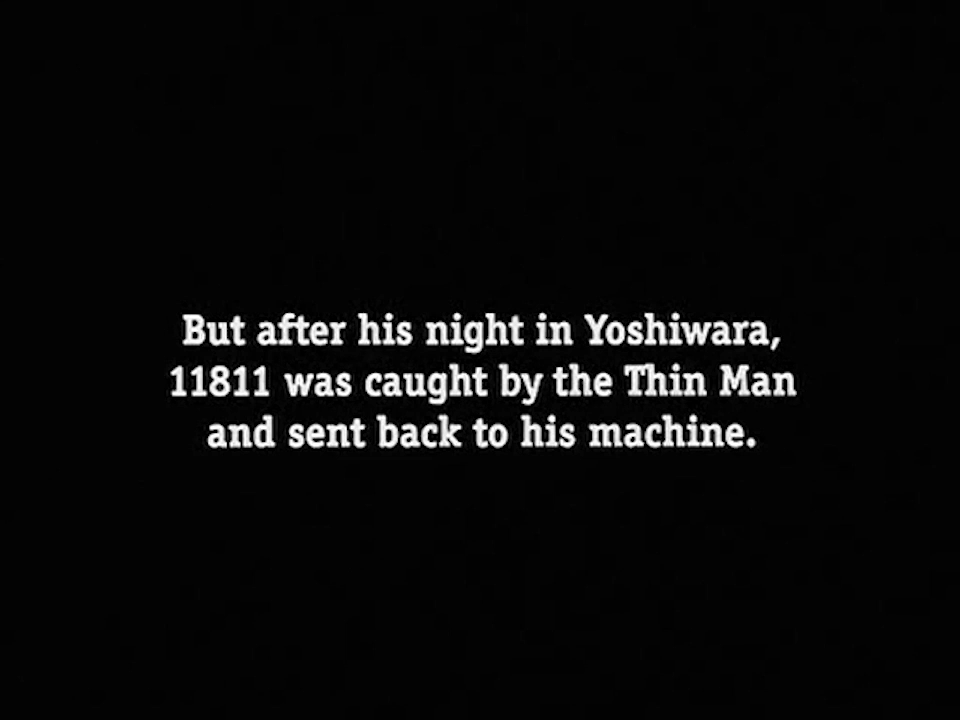 But after his night in Yoshiwara,
11811 was caught by the Thin Man
and sent back to his machine.